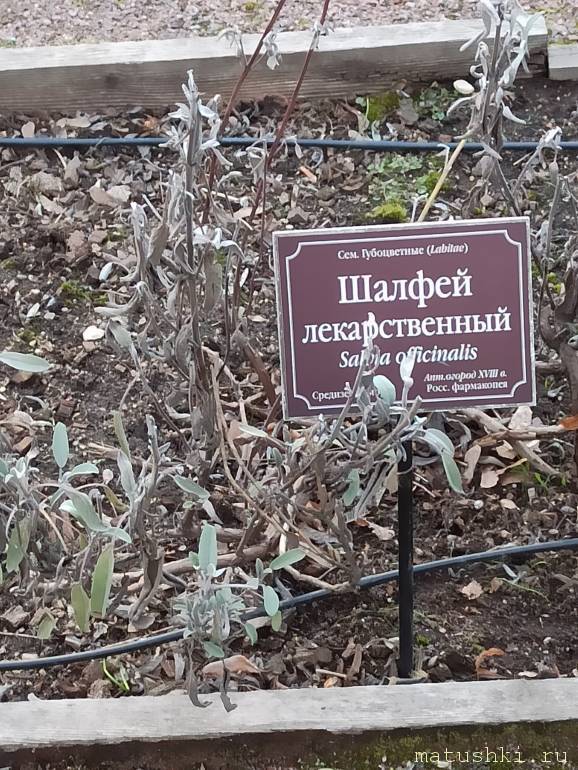 Сем. Губоцветные (Labitae)
Шалфей
лекарственный
Salvia officinalis
Апт.огород XVIII в.
Росс. фармакопея
matushki.ru